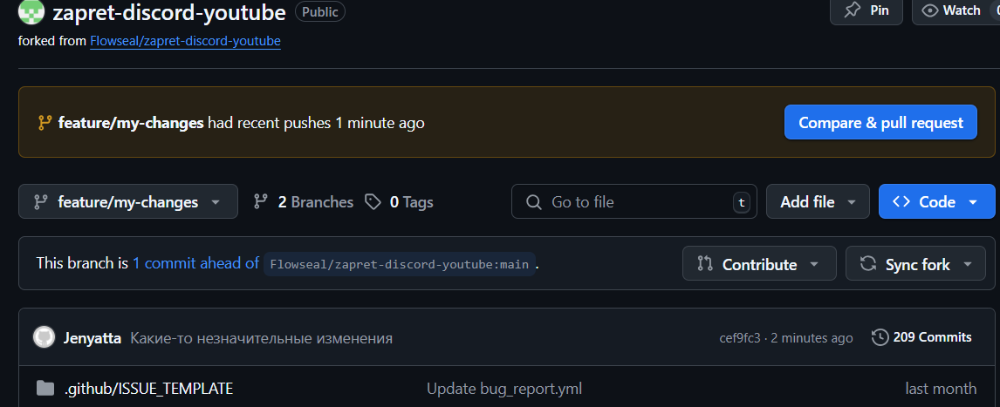 zapret-discord-youtube Public Pin Watch
forked from Flowseal/zapret-discord-youtube
feature/my-changes had recent pushes 1 minute ago Compare & pull request
feature/my-changes 2 Branches 0 Tags Go to file t Add file Code
This branch is 1 commit ahead of Flowseal/zapret-discord-youtube:main. Contribute Sync fork
Jenyatta Какие-то незначительные изменения cef9fc3 · 2 minutes ago 209 Commits
.github/ISSUE_TEMPLATE Update bug_report.yml last month